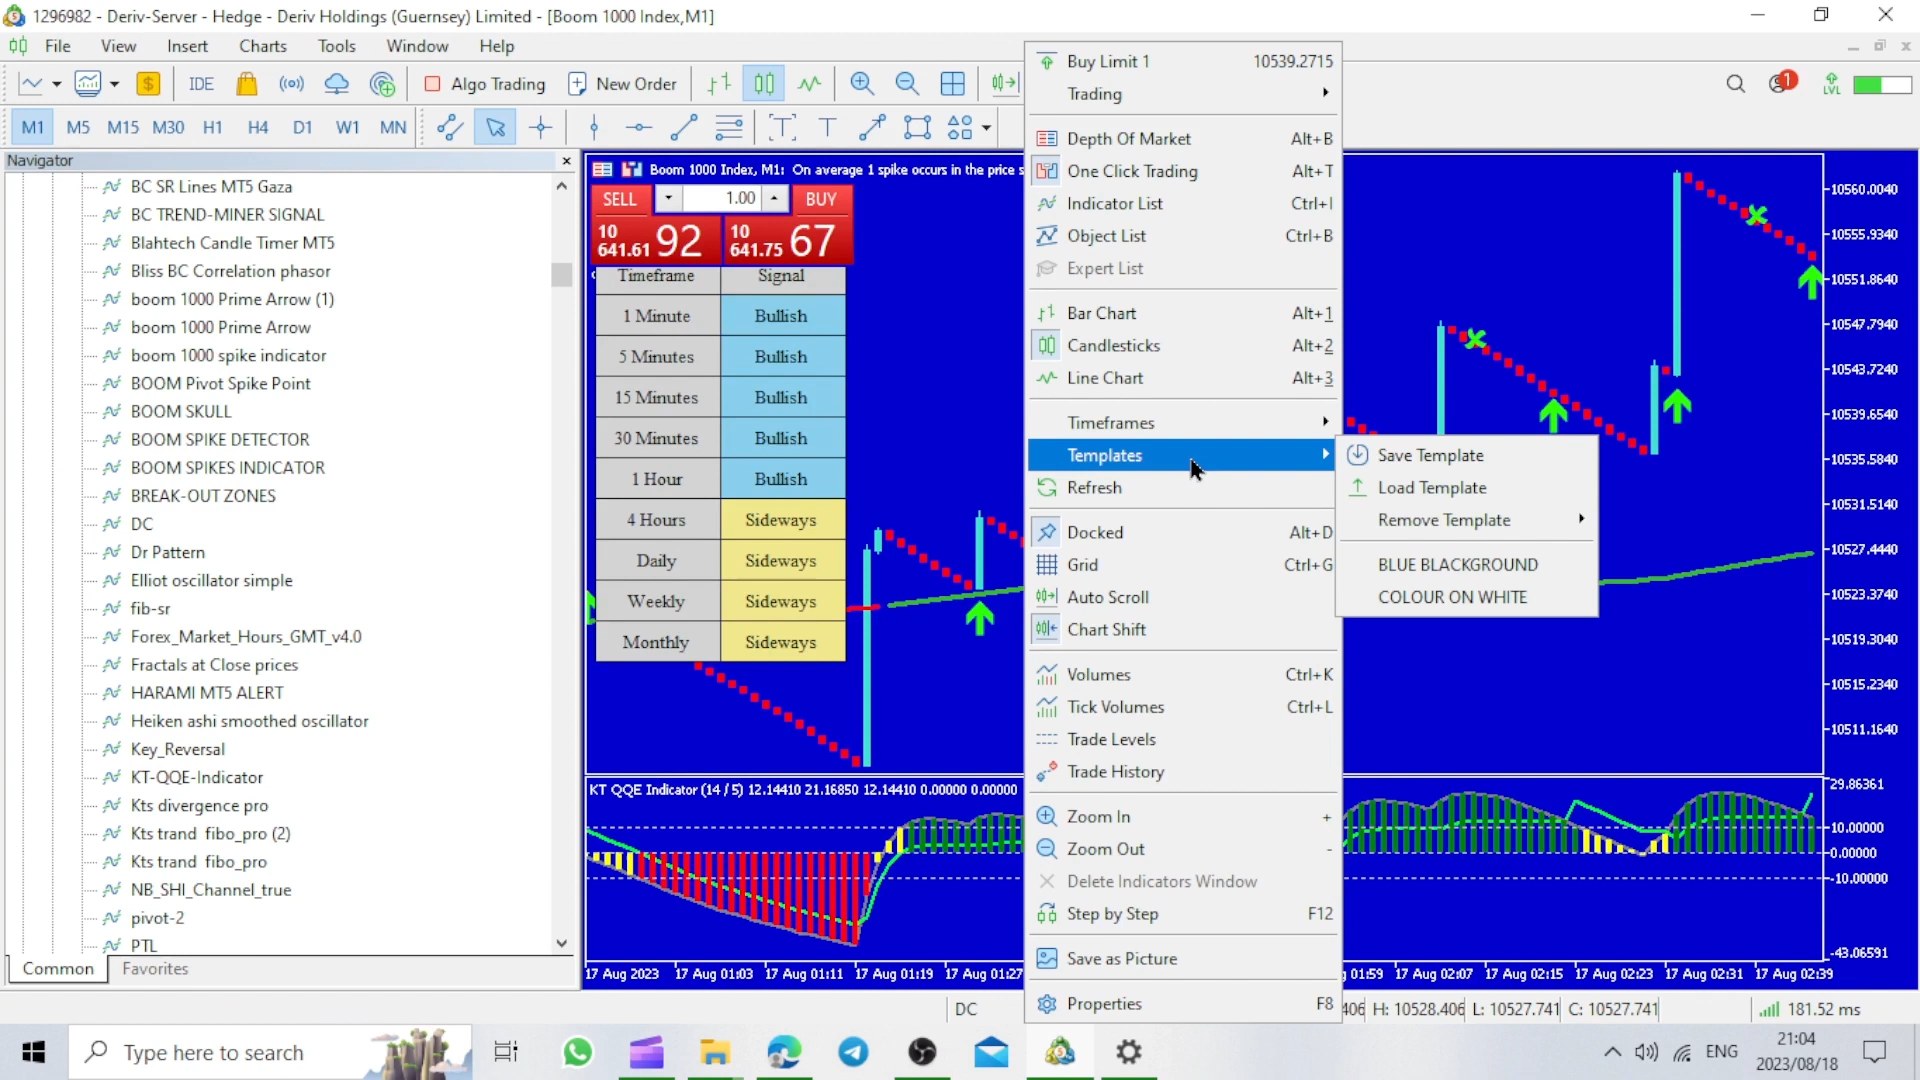 1296982 - Deriv-Server - Hedge - Deriv Holdings (Guernsey) Limited - [Boom 1000 Index,M1]
File View Insert Charts Tools Window Help
IDE Algo Trading New Order 1 LVL
M1 M5 M15 M30 H1 H4 D1 W1 MN T T
Navigator
BC SR Lines MT5 Gaza
BC TREND-MINER SIGNAL
Blahtech Candle Timer MT5
Bliss BC Correlation phasor
boom 1000 Prime Arrow (1)
boom 1000 Prime Arrow
boom 1000 spike indicator
BOOM Pivot Spike Point
BOOM SKULL
BOOM SPIKE DETECTOR
BOOM SPIKES INDICATOR
BREAK-OUT ZONES
DC
Dr Pattern
Elliot oscillator simple
fib-sr
Forex_Market_Hours_GMT_v4.0
Fractals at Close prices
HARAMI MT5 ALERT
Heiken ashi smoothed oscillator
Key_Reversal
KT-QQE-Indicator
Kts divergence pro
Kts trand fibo_pro (2)
Kts trand fibo_pro
NB_SHI_Channel_true
pivot-2
PTL
Common Favorites
Boom 1000 Index, M1: On average 1 spike occurs in the price s
SELL 1.00 BUY
10 641.61 92 10 641.75 67
Timeframe Signal
1 Minute Bullish
5 Minutes Bullish
15 Minutes Bullish
30 Minutes Bullish
1 Hour Bullish
4 Hours Sideways
Daily Sideways
Weekly Sideways
Monthly Sideways
KT QQE Indicator (14 / 5) 12.14410 21.16850 12.14410 0.00000 0.00000
Buy Limit 1 10539.2715
Trading
Depth Of Market Alt+B
One Click Trading Alt+T
Indicator List Ctrl+I
Object List Ctrl+B
Expert List
Bar Chart Alt+1
Candlesticks Alt+2
Line Chart Alt+3
Timeframes
Templates
Refresh
Docked Alt+D
Grid Ctrl+G
Auto Scroll
Chart Shift
Volumes Ctrl+K
Tick Volumes Ctrl+L
Trade Levels
Trade History
Zoom In +
Zoom Out -
Delete Indicators Window
Step by Step F12
Save as Picture
Properties F8
Save Template
Load Template
Remove Template
BLUE BLACKGROUND
COLOUR ON WHITE
10560.0040
10555.9340
10551.8640
10547.7940
10543.7240
10539.6540
10535.5840
10531.5140
10527.4440
10523.3740
10519.3040
10515.2340
10511.1640
29.86361
10.00000
0.00000
-10.00000
-43.06591
17 Aug 2023 17 Aug 01:03 17 Aug 01:11 17 Aug 01:19 17 Aug 01:27 01:59 17 Aug 02:07 17 Aug 02:15 17 Aug 02:23 17 Aug 02:31 17 Aug 02:39
DC 406 H: 10528.406 L: 10527.741 C: 10527.741 181.52 ms
Type here to search ENG
21:04
2023/08/18